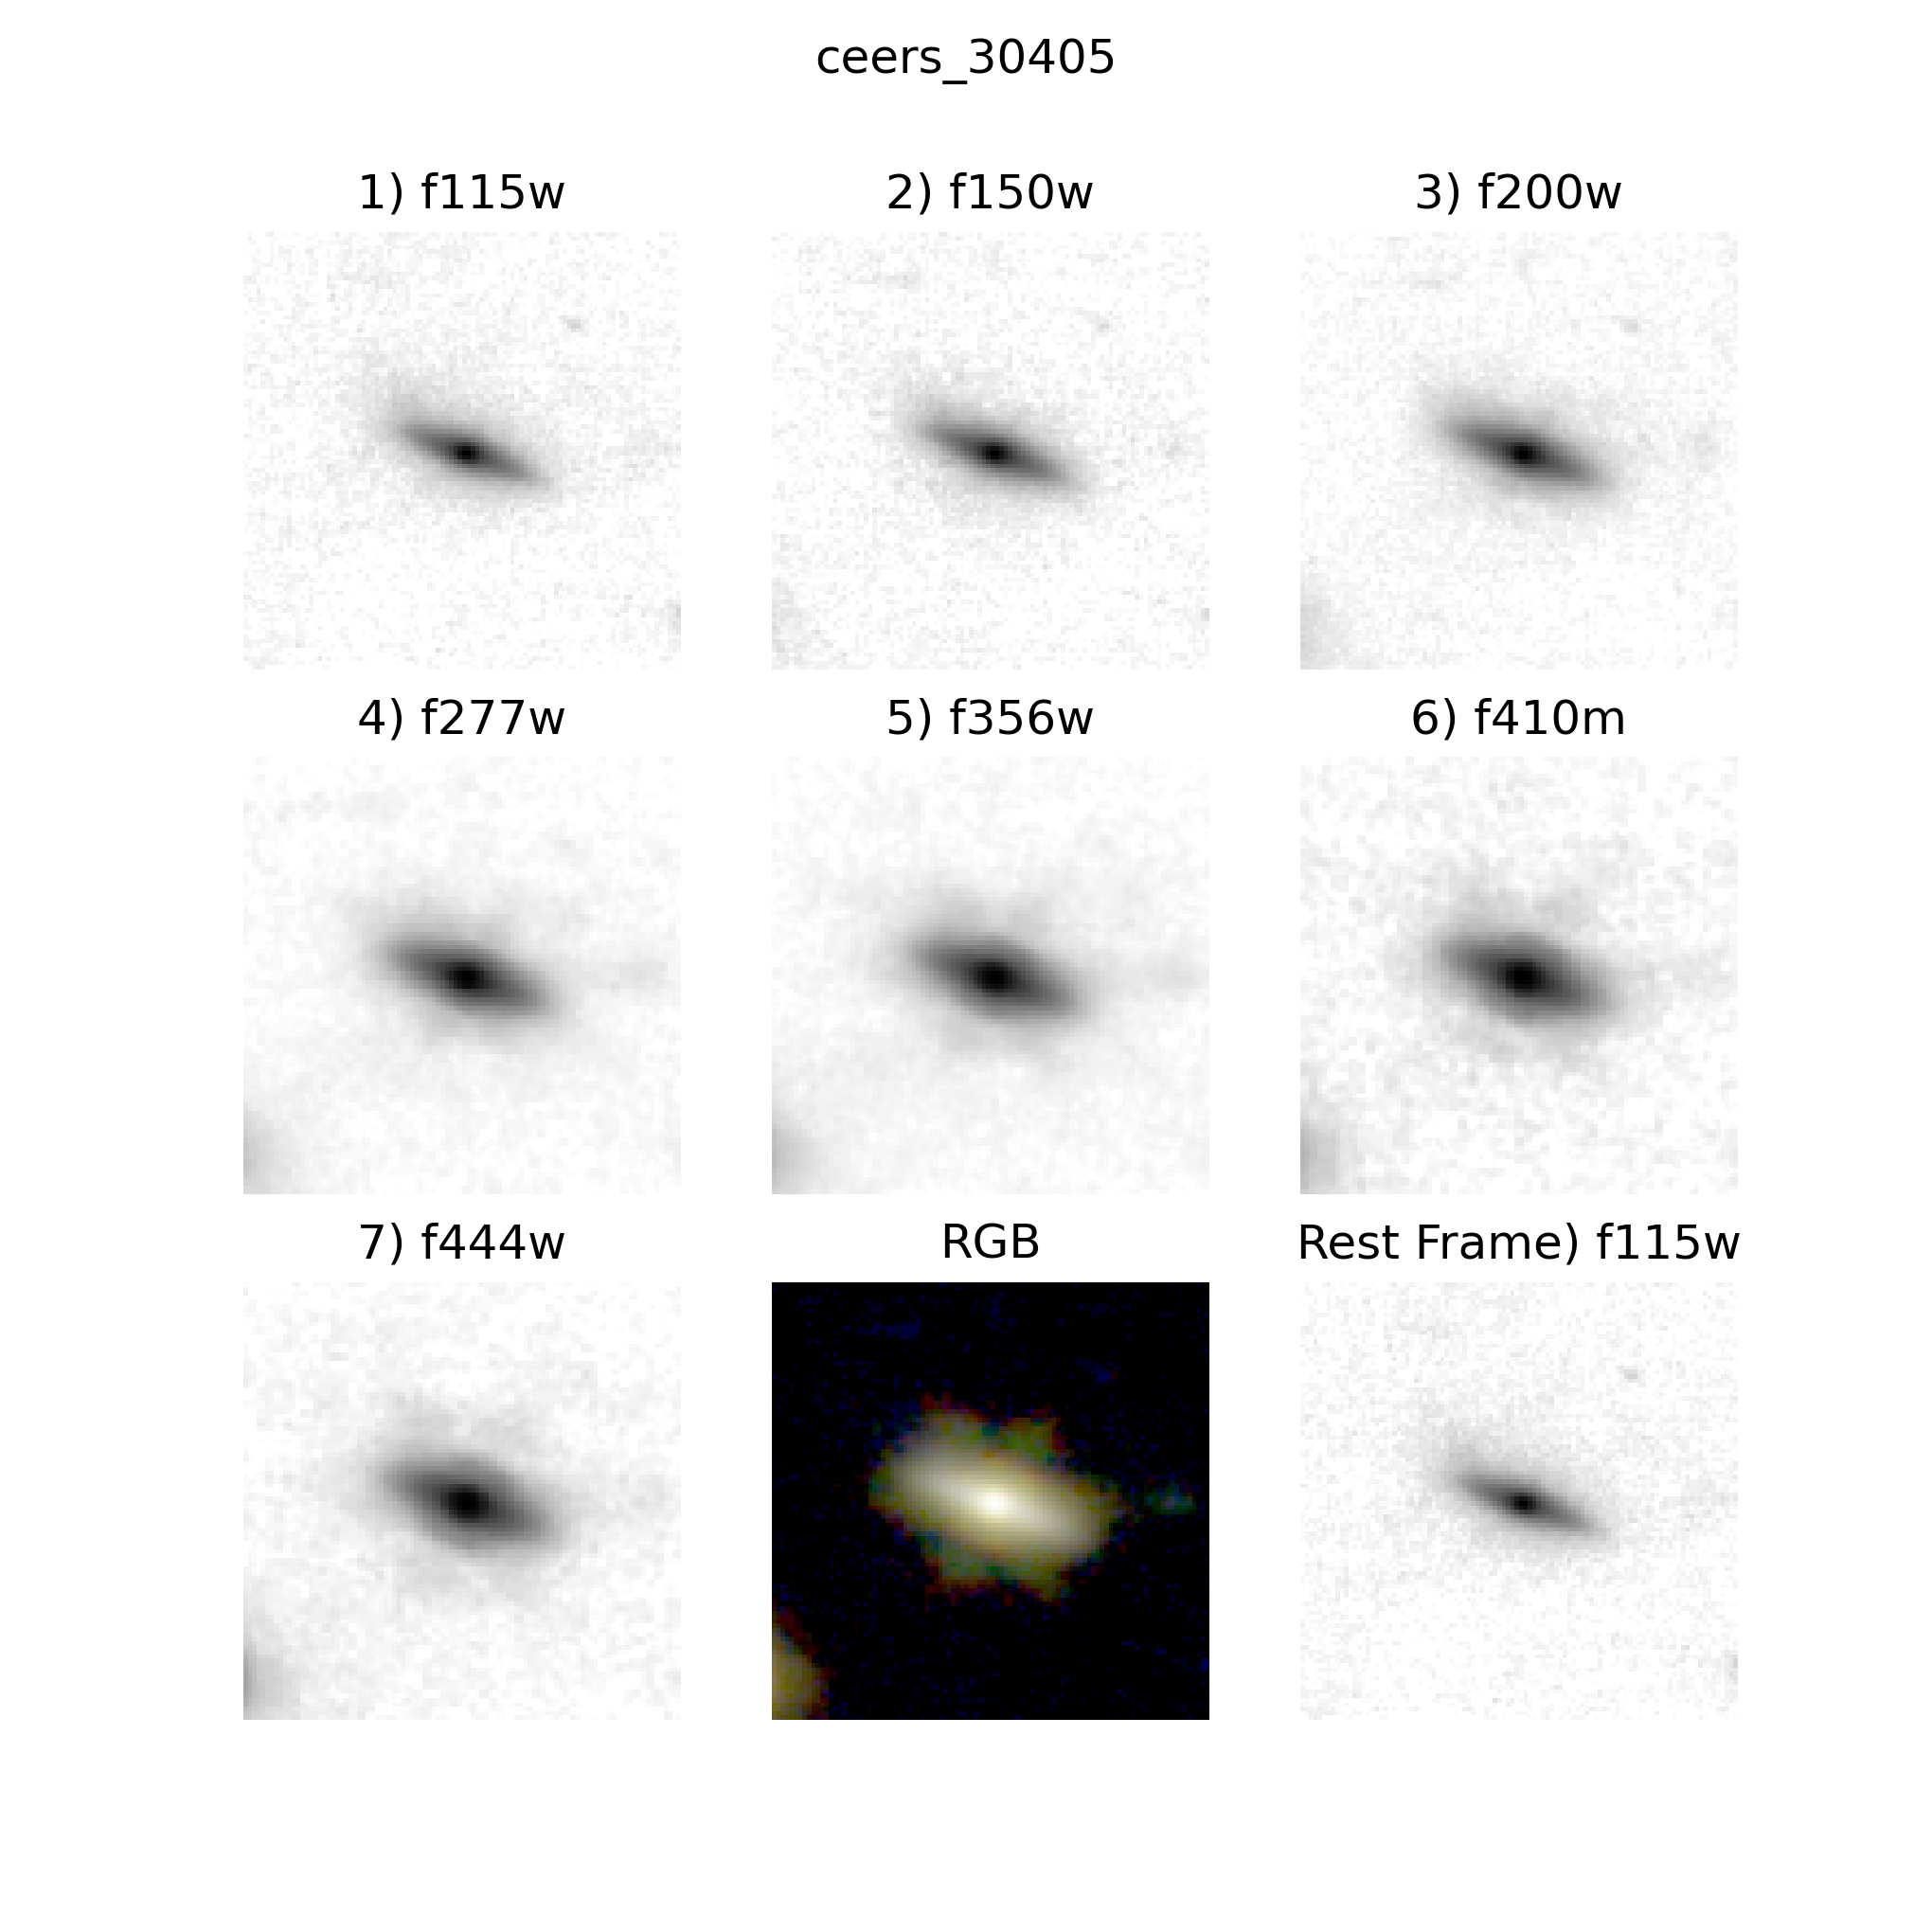 ceers_30405
1) f115w
2) f150w
3) f200w
4) f277w
5) f356w
6) f410m
7) f444w
RGB
Rest Frame) f115w